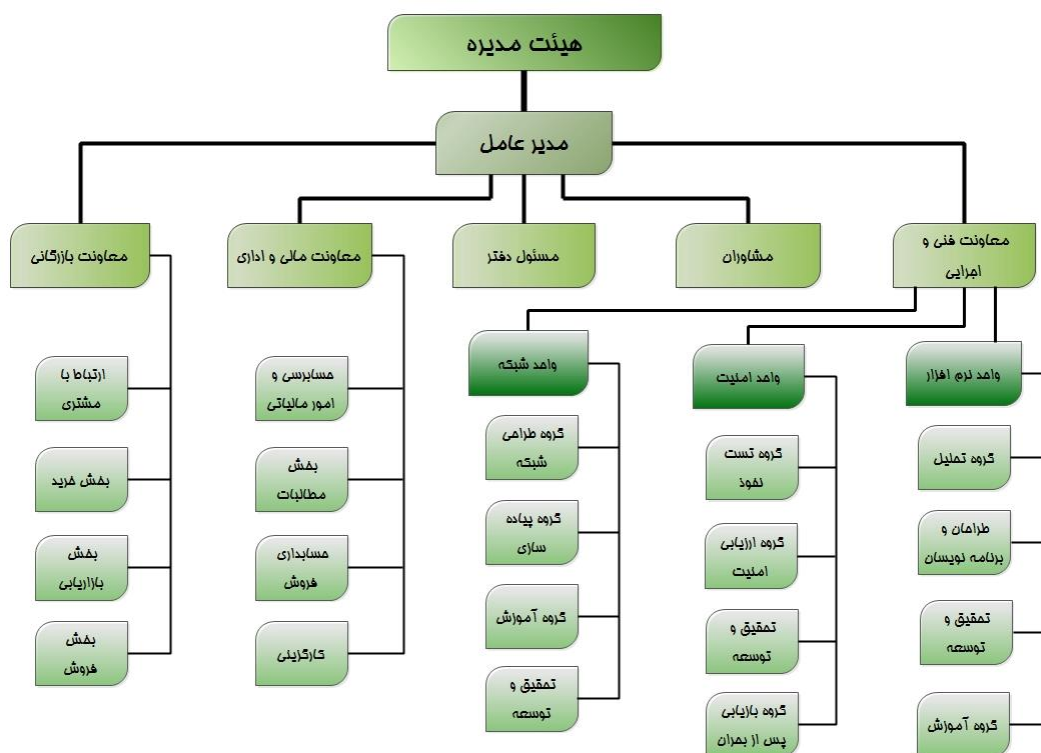 هیئت مدیره
مدیر عامل
معاونت فنی و
اجرایی
مشاوران
مسئول دفتر
معاونت مالی و اداری
معاونت بازرگانی
واحد نرم افزار
گروه تحلیل
طراحان و
برنامه نویسان
تحقیق و
توسعه
گروه آموزش
واحد امنیت
گروه تست
نفوذ
گروه ارزیابی
امنیت
تحقیق و
توسعه
گروه بازیابی
پس از بحران
واحد شبکه
گروه طراحی
شبکه
گروه پیاده
سازی
گروه آموزش
تحقیق و
توسعه
حسابرسی و
امور مالیاتی
بخش
مطالبات
حسابداری
فروش
کارگزینی
ارتباط با
مشتری
بخش خرید
بخش
بازاریابی
بخش
فروش